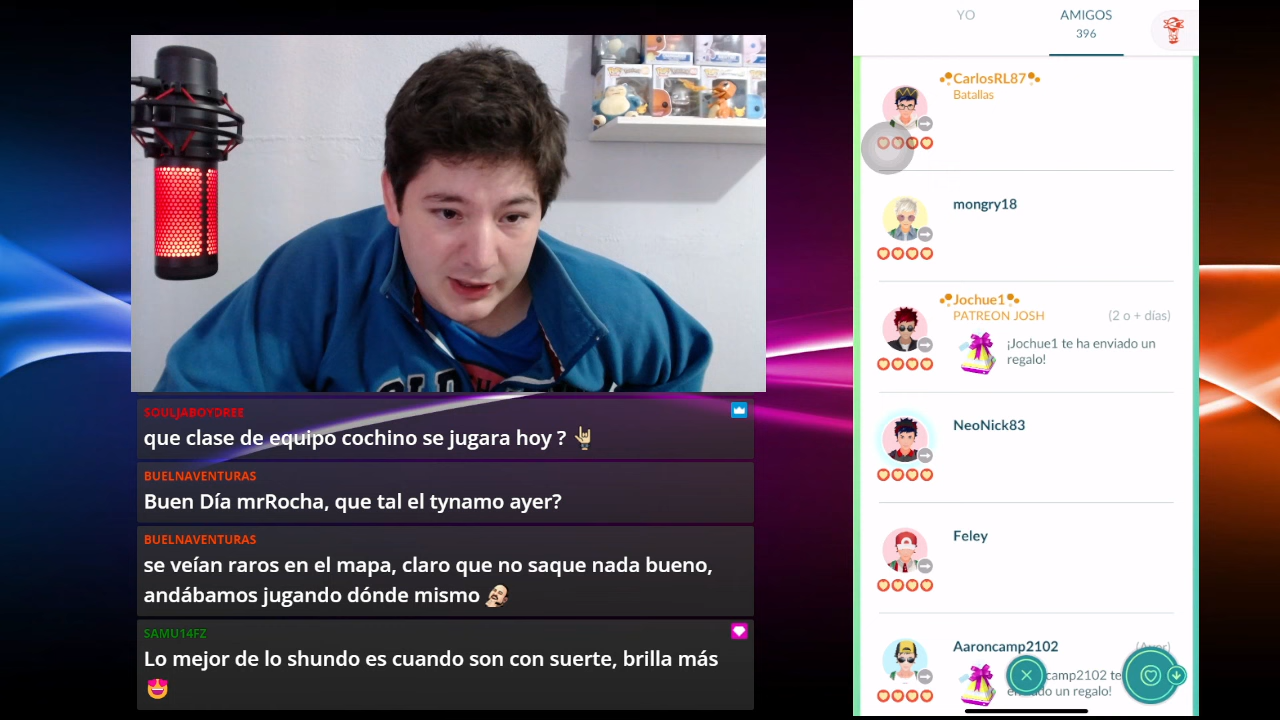 SOULJABOYDREE
que clase de equipo cochino se jugara hoy ?
BUELNAVENTURAS
Buen Día mrRocha, que tal el tynamo ayer?
BUELNAVENTURAS
se veían raros en el mapa, claro que no saque nada bueno,
andábamos jugando dónde mismo
SAMU14FZ
Lo mejor de lo shundo es cuando son con suerte, brilla más
YO
AMIGOS
396
CarlosRL87
Batallas
mongry18
Jochue1
PATREON JOSH
(2 o + días)
¡Jochue1 te ha enviado un
regalo!
NeoNick83
Feley
Aaroncamp2102
(Ayer)
camp2102 te
un regalo!